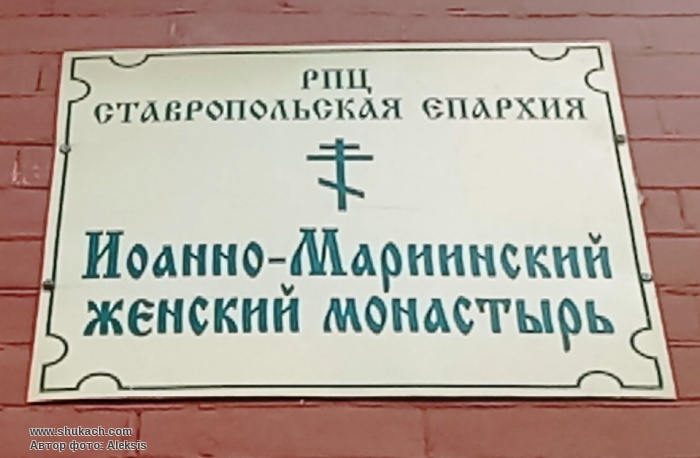 РПЦ
СТАВРОПОЛЬСКАЯ ЕПАРХИЯ
Иоанно-Мариинский
женский монастырь
www.shukach.com
Автор фото: Aleksis